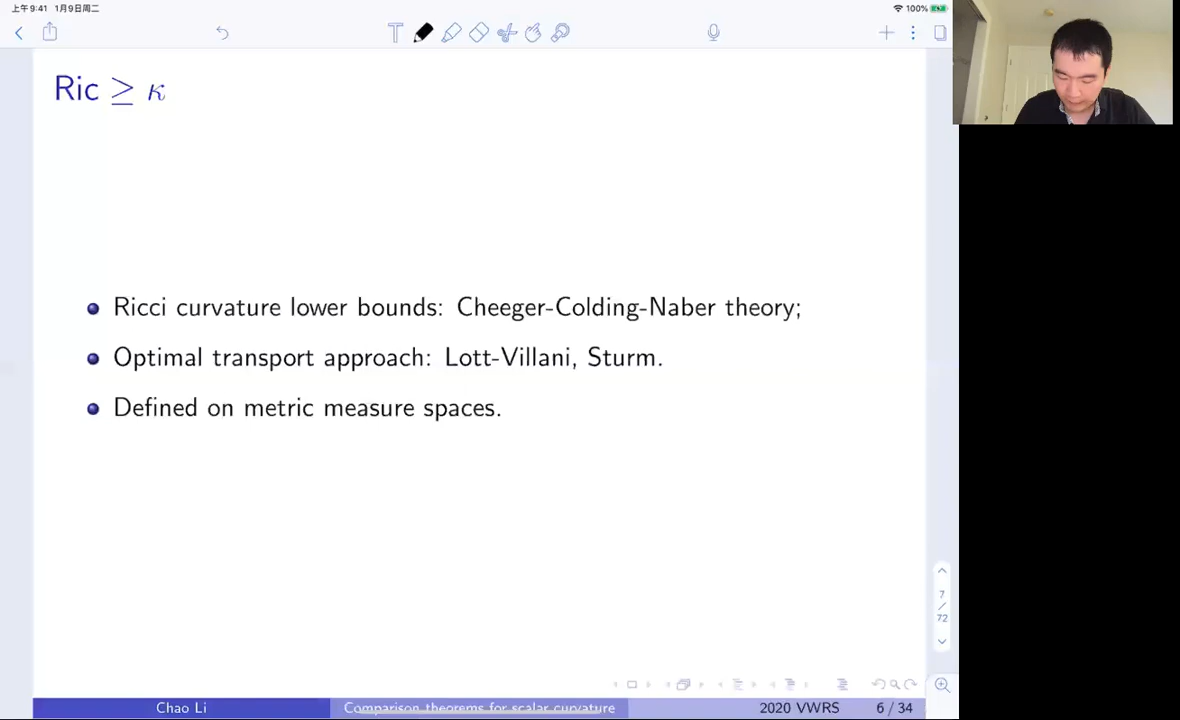 上午9:41 1月9日周二
100%
Ric ≥ κ
Ricci curvature lower bounds: Cheeger-Colding-Naber theory;
Optimal transport approach: Lott-Villani, Sturm.
Defined on metric measure spaces.
7
/
72
Chao Li
Comparison theorems for scalar curvature
2020 VWRS
6 / 34